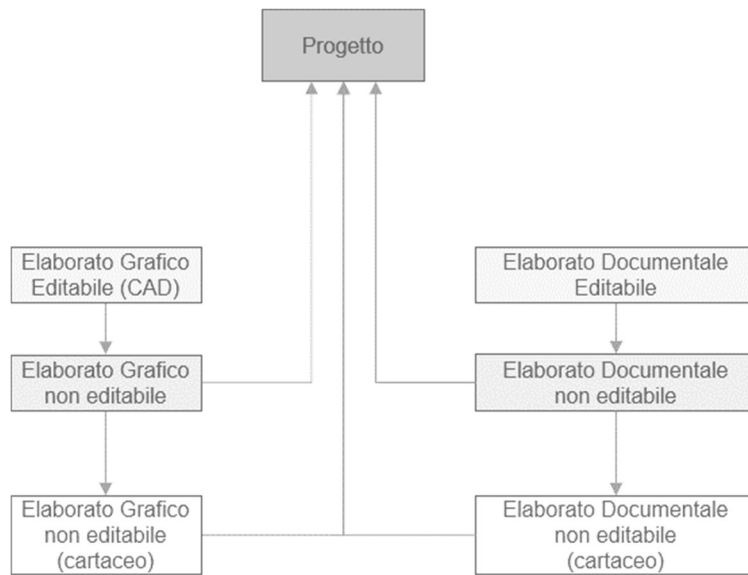 Progetto
Elaborato Grafico
Editabile (CAD)
Elaborato Documentale
Editabile
Elaborato Grafico
non editabile
Elaborato Documentale
non editabile
Elaborato Grafico
non editabile
(cartaceo)
Elaborato Documentale
non editabile
(cartaceo)